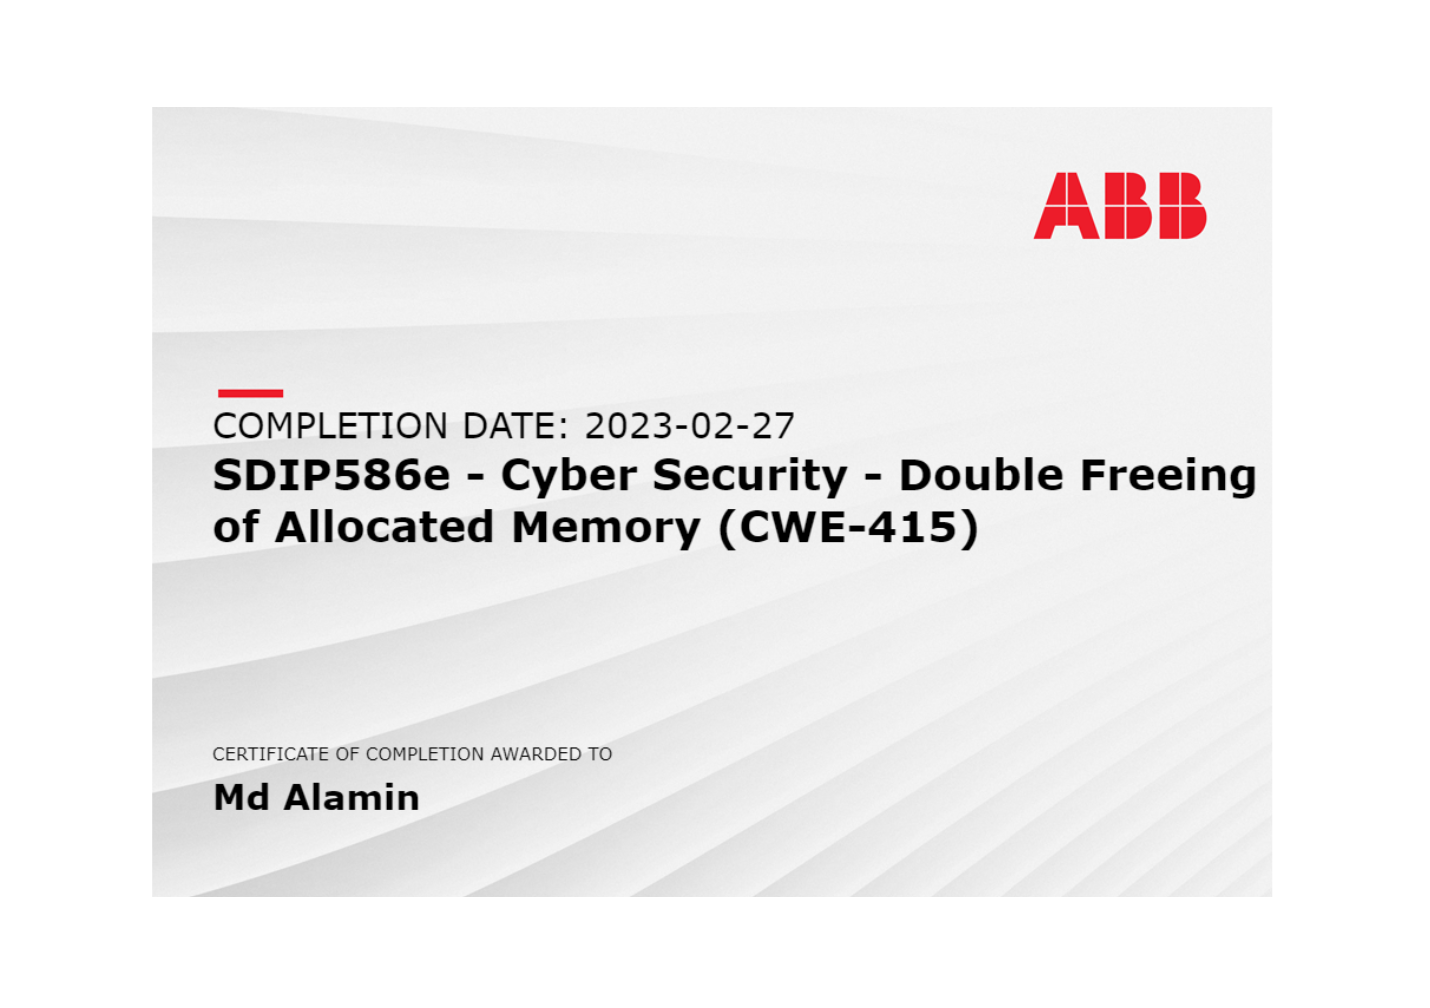 ABB
COMPLETION DATE: 2023-02-27
SDIP586e - Cyber Security - Double Freeing
of Allocated Memory (CWE-415)
CERTIFICATE OF COMPLETION AWARDED TO
Md Alamin